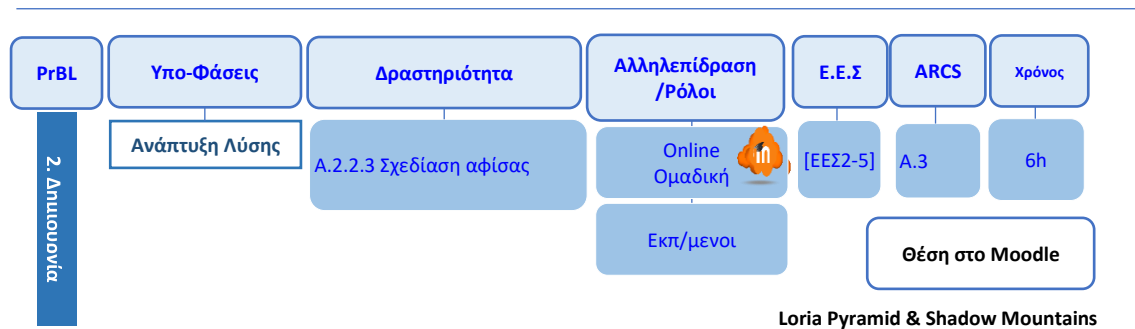 PrBL
Υπο-Φάσεις
Δραστηριότητα
Αλληλεπίδραση
/Ρόλοι
Ε.Ε.Σ
ARCS
Χρόνος
2. Δημιουργία
Ανάπτυξη Λύσης
Α.2.2.3 Σχεδίαση αφίσας
Online
Ομαδική
[ΕΕΣ2-5]
Α.3
6h
Εκπ/μενοι
Θέση στο Moodle
Loria Pyramid & Shadow Mountains